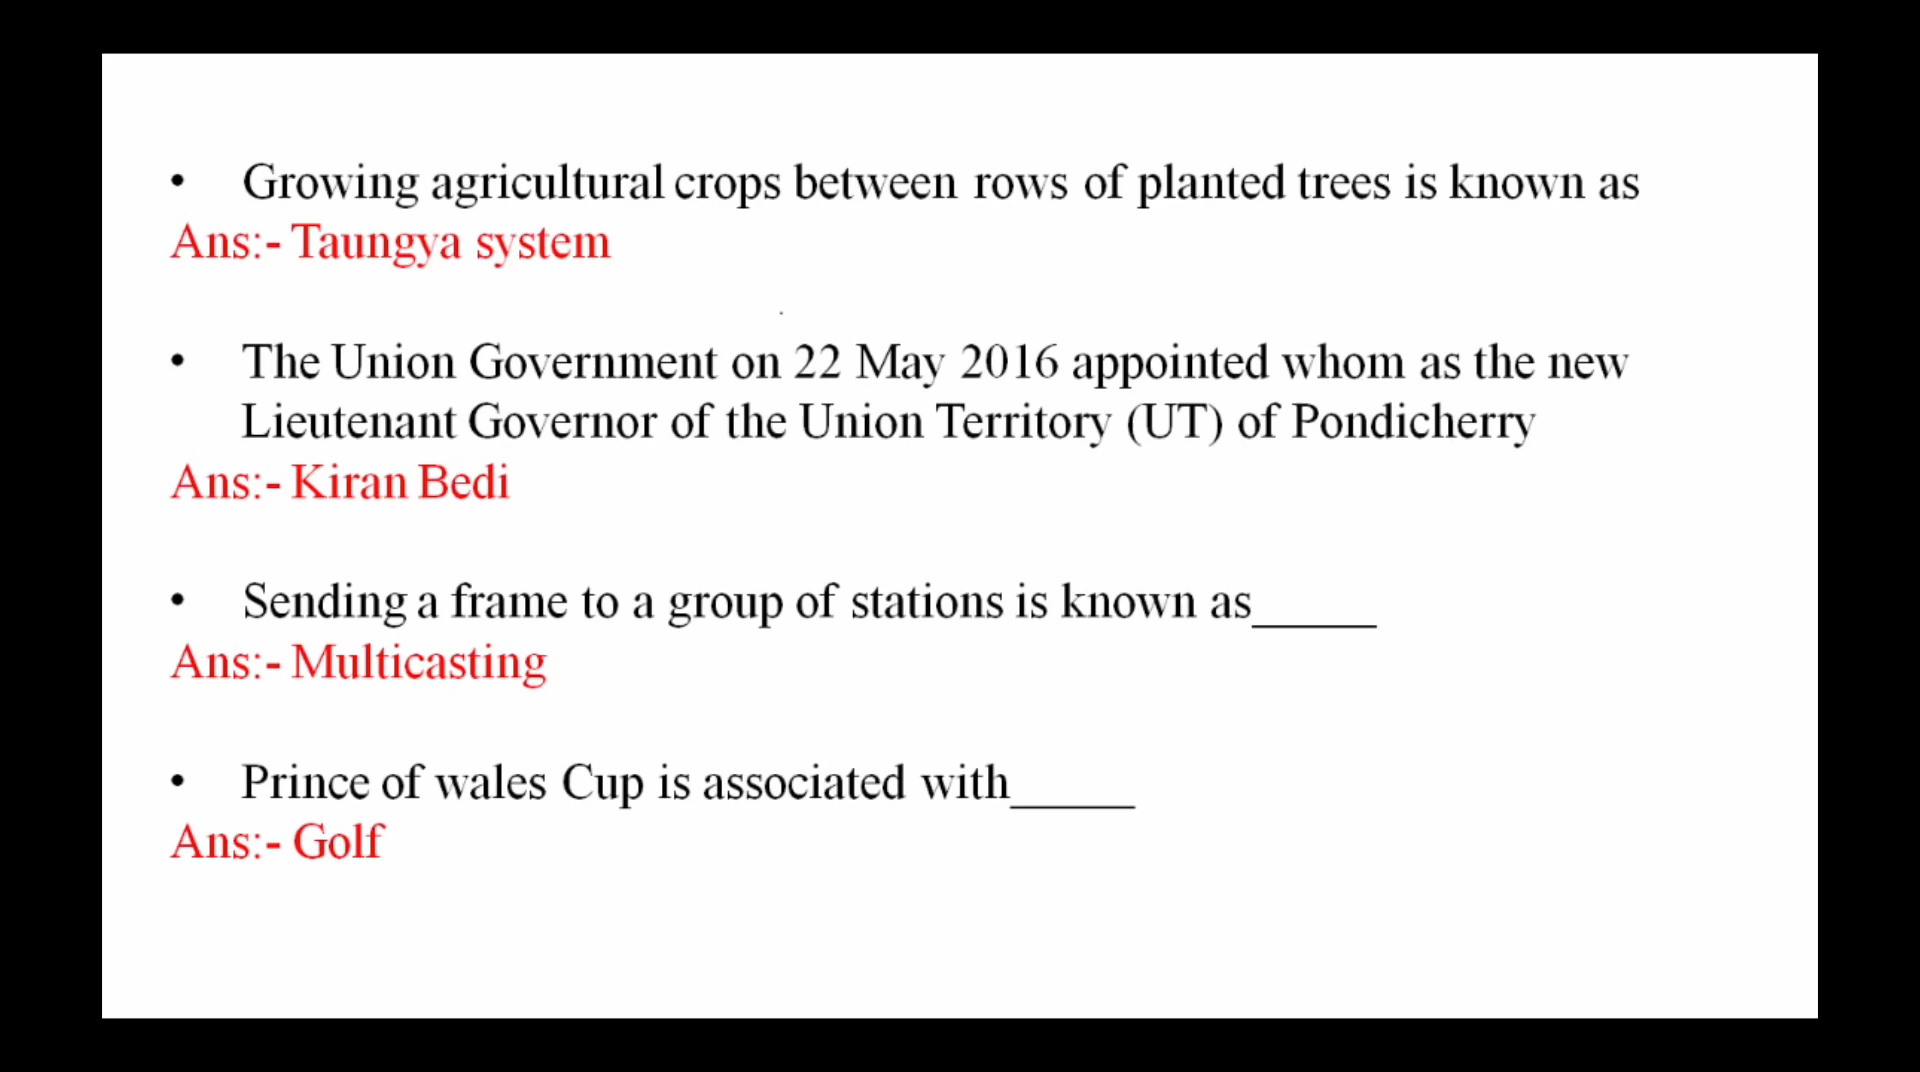 • Growing agricultural crops between rows of planted trees is known as
Ans:- Taungya system
• The Union Government on 22 May 2016 appointed whom as the new
Lieutenant Governor of the Union Territory (UT) of Pondicherry
Ans:- Kiran Bedi
• Sending a frame to a group of stations is known as_____
Ans:- Multicasting
• Prince of wales Cup is associated with_____
Ans:- Golf